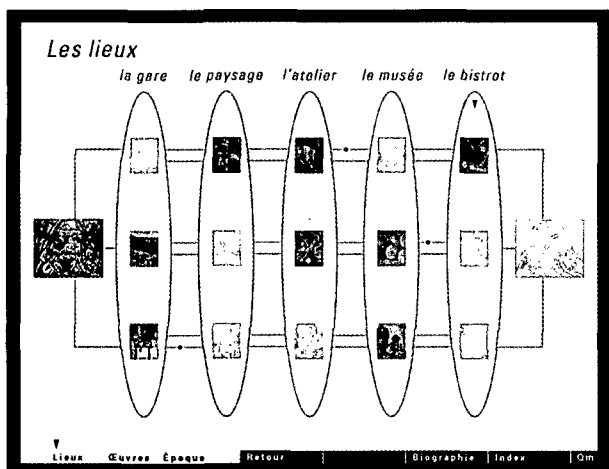 Les lieux
la gare le paysage l'atelier le musée le bistrot
Lieux Œuvres Époque Retour Biographie Index Qm